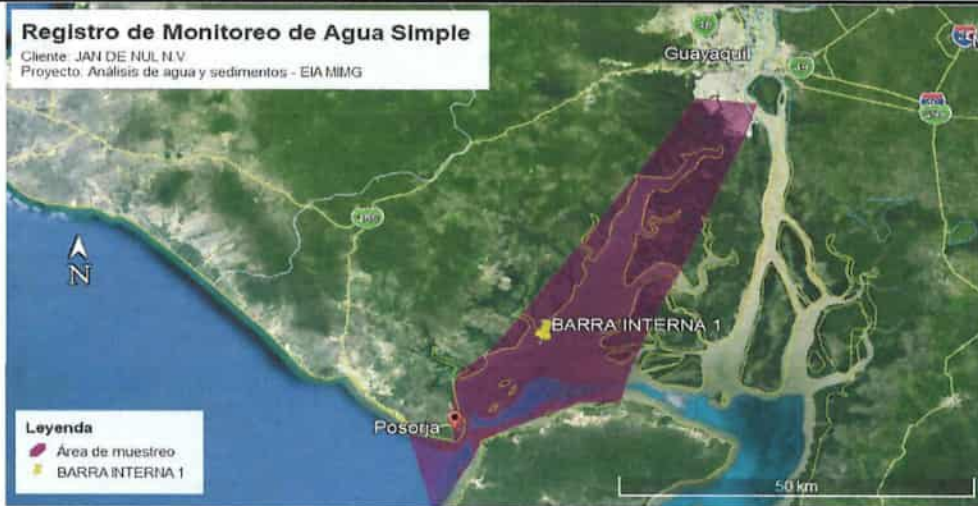 Registro de Monitoreo de Agua Simple
Cliente: JAN DE NUL N.V
Proyecto: Análisis de agua y sedimentos - EIA MIMG
Guayaquil
N
BARRA INTERNA 1
Posorja
Leyenda
Área de muestreo
BARRA INTERNA 1
50 km